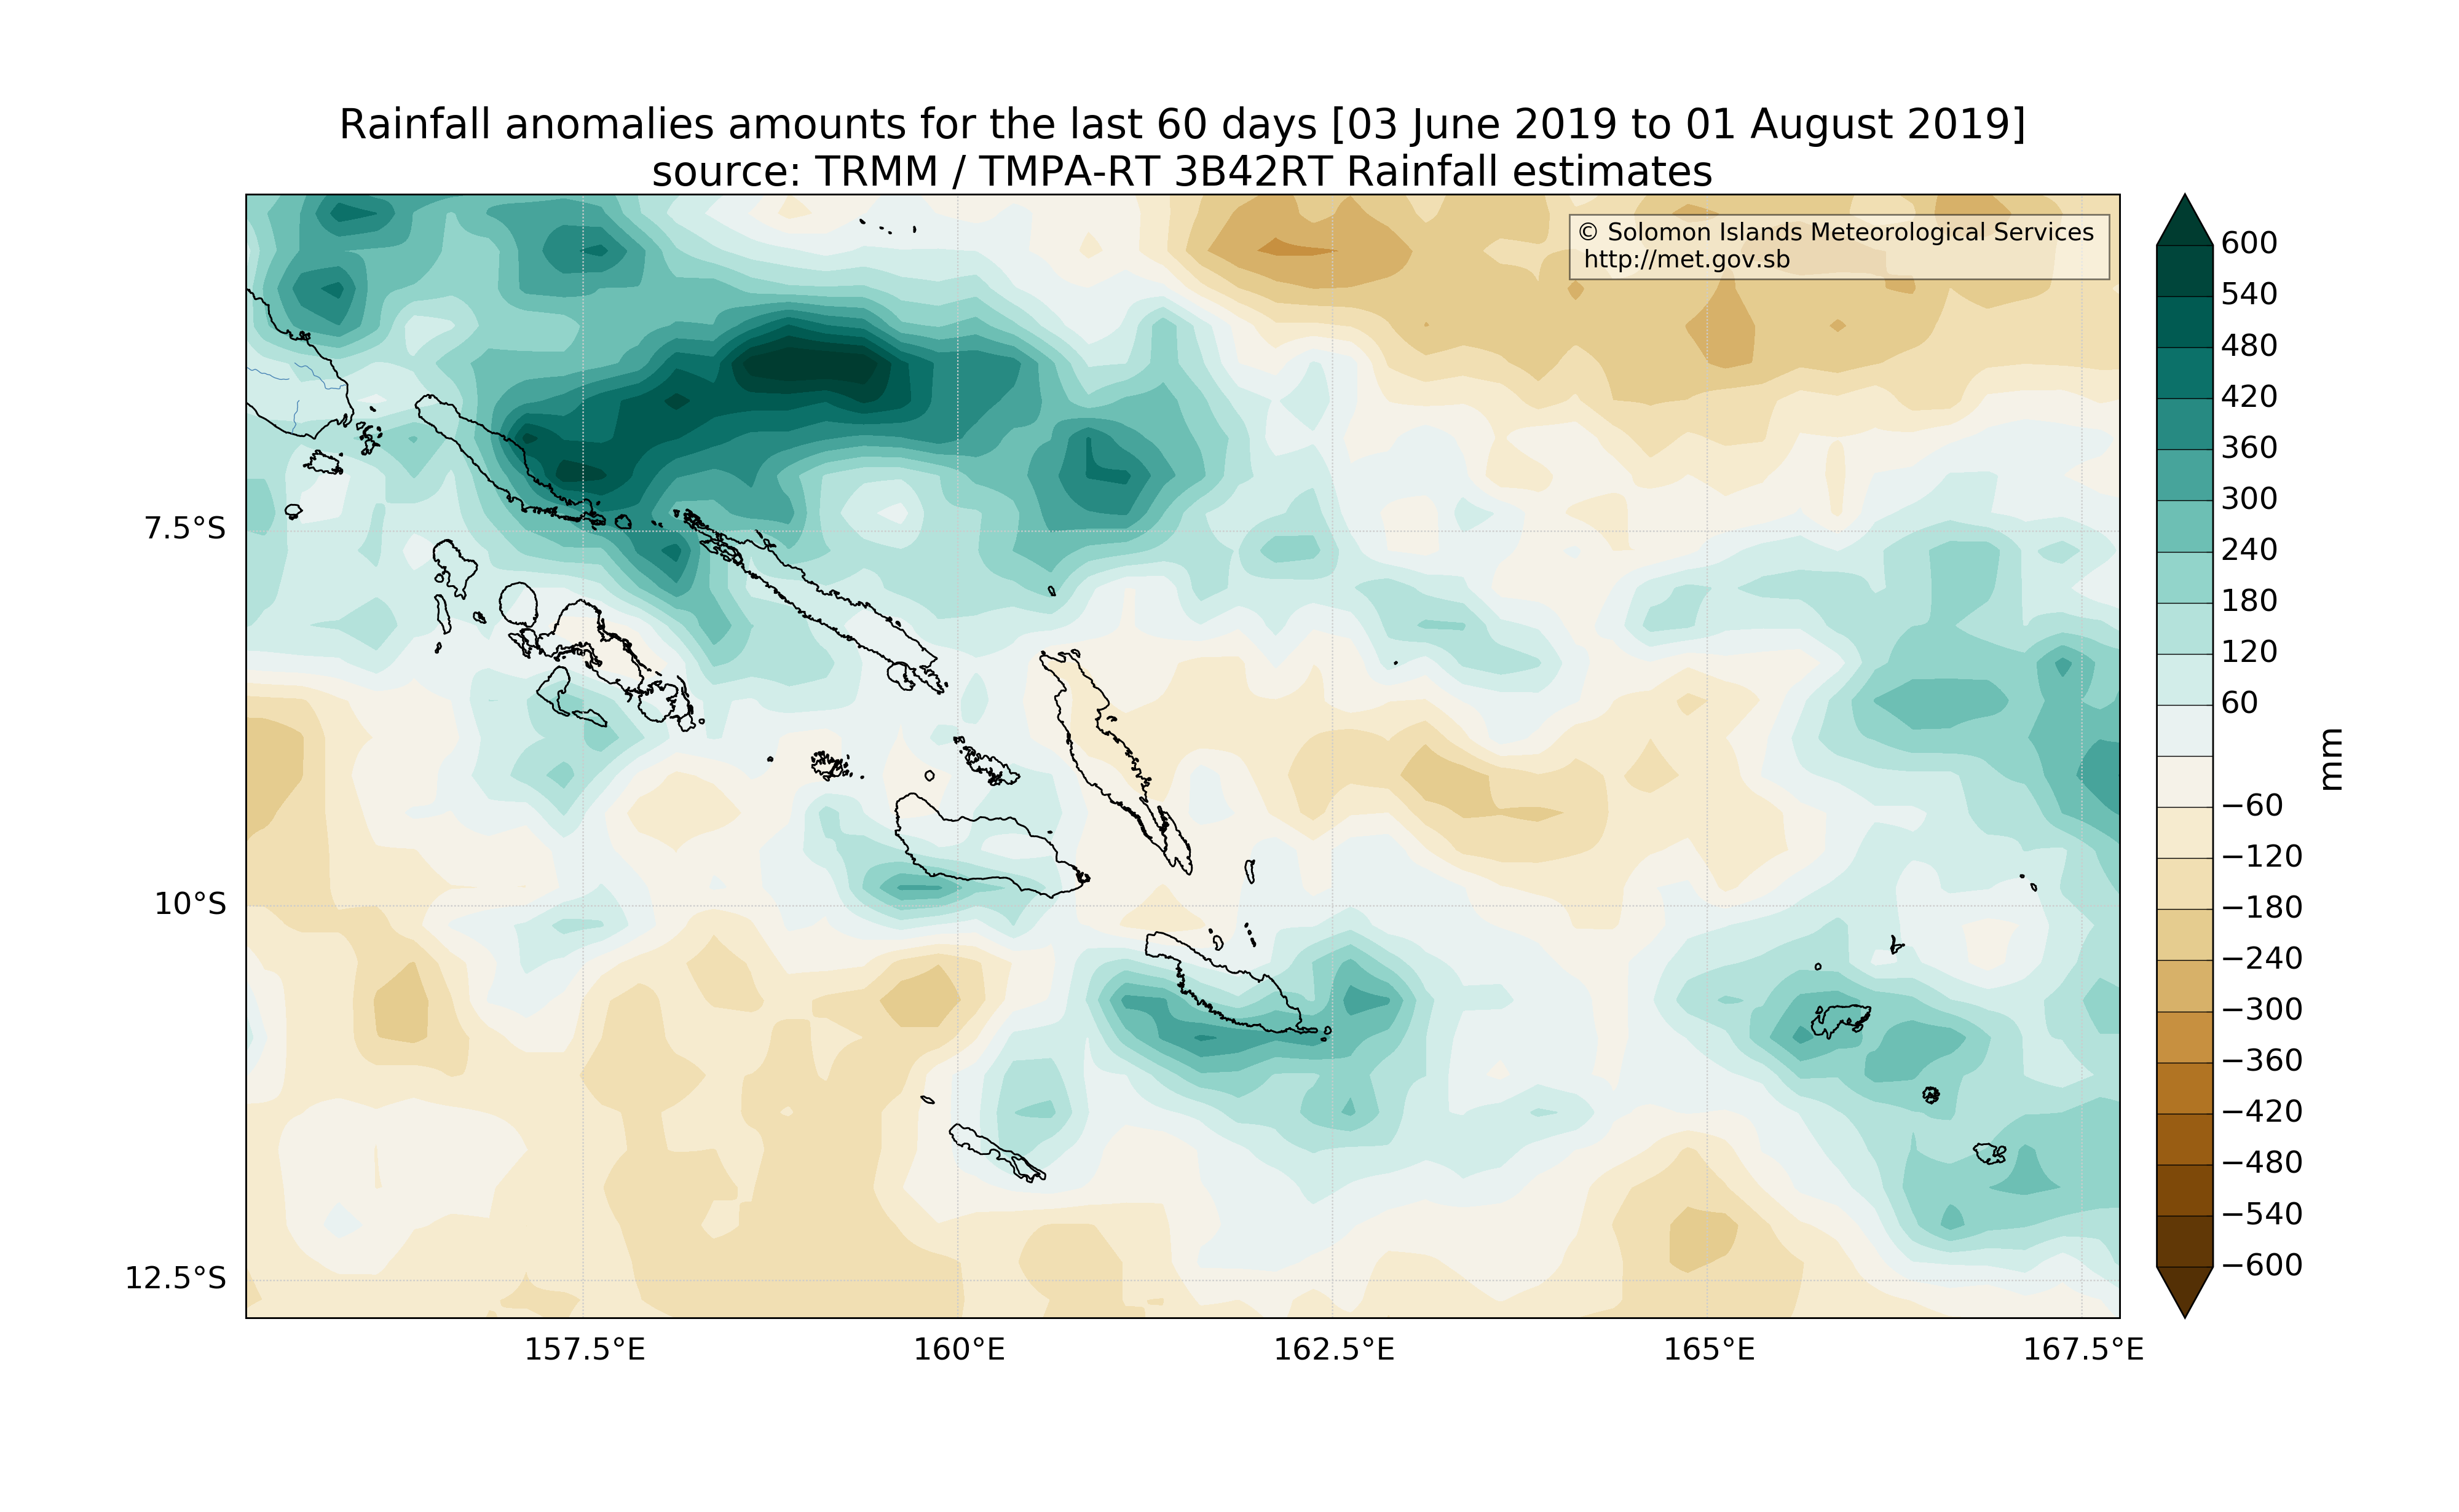 Rainfall anomalies amounts for the last 60 days [03 June 2019 to 01 August 2019]
source: TRMM / TMPA-RT 3B42RT Rainfall estimates
© Solomon Islands Meteorological Services
http://met.gov.sb
7.5°S
10°S
12.5°S
157.5°E
160°E
162.5°E
165°E
167.5°E
600
540
480
420
360
300
240
180
120
60
−60
−120
−180
−240
−300
−360
−420
−480
−540
−600
mm